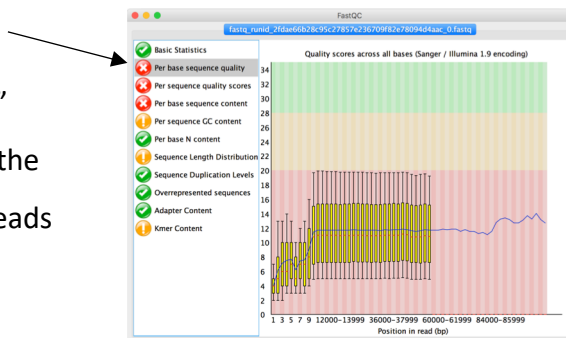 FastQC
fastq_runid_2fdae66b28c95c27857e236709f82e78094d4aac_0.fastq
”
the
eads
Basic Statistics
Per base sequence quality
Per sequence quality scores
Per base sequence content
Per sequence GC content
Per base N content
Sequence Length Distribution
Sequence Duplication Levels
Overrepresented sequences
Adapter Content
Kmer Content
Quality scores across all bases (Sanger / Illumina 1.9 encoding)
34
32
30
28
26
24
22
20
18
16
14
12
10
8
6
4
2
0
1 3 5 7 9 12000-13999 36000-37999 60000-61999 84000-85999
Position in read (bp)